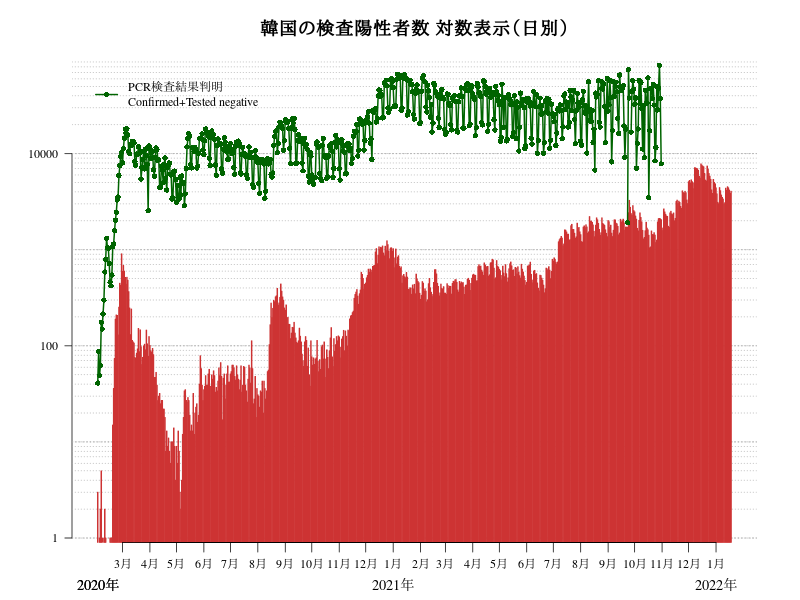 韓国の検査陽性者数 対数表示(日別)
PCR検査結果判明
Confirmed+Tested negative
10000
100
1
3月 4月 5月 6月 7月 8月 9月 10月 11月 12月 1月 2月 3月 4月 5月 6月 7月 8月 9月 10月 11月 12月 1月
2020年 2021年 2022年